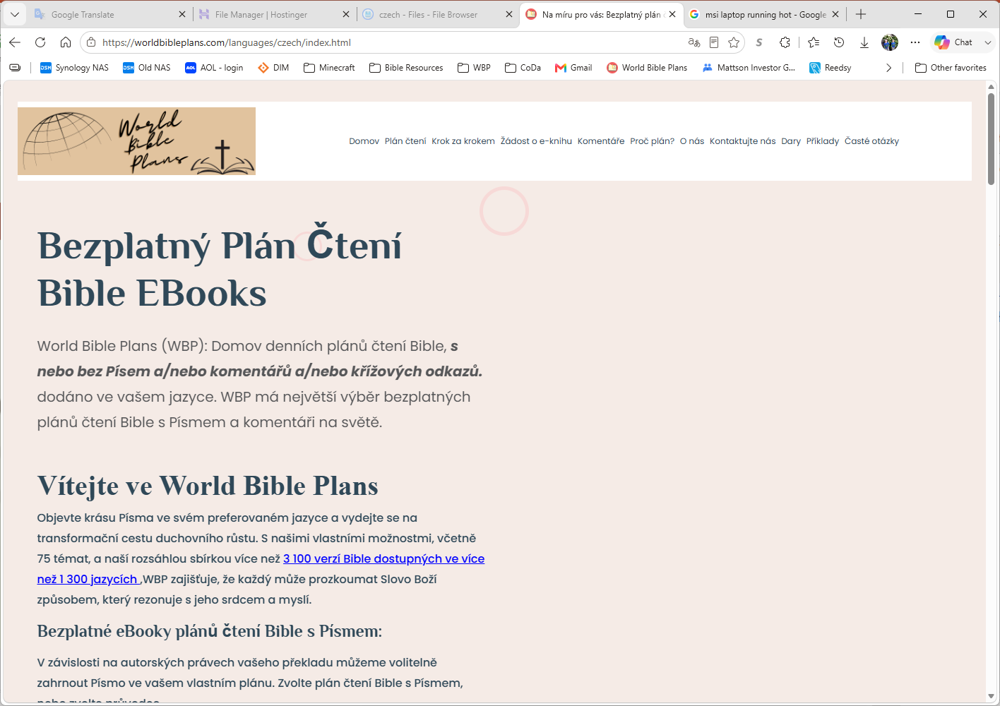 Google Translate
File Manager | Hostinger
czech - Files - File Browser
Na míru pro vás: Bezplatný plán
msi laptop running hot - Google
https://worldbibleplans.com/languages/czech/index.html
Chat
Synology NAS
Old NAS
AOL - login
DIM
Minecraft
Bible Resources
WBP
CoDa
Gmail
World Bible Plans
Mattson Investor G...
Reedsy
Other favorites
World
Bible
Plans
Domov Plán čtení Krok za krokem Žádost o e-knihu Komentáře Proč plán? O nás Kontaktujte nás Dary Příklady Časté otázky
Bezplatný Plán Čtení
Bible EBooks
World Bible Plans (WBP): Domov denních plánů čtení Bible, s
nebo bez Písem a/nebo komentářů a/nebo křížových odkazů.
dodáno ve vašem jazyce. WBP má největší výběr bezplatných
plánů čtení Bible s Písmem a komentáři na světě.
Vítejte ve World Bible Plans
Objevte krásu Písma ve svém preferovaném jazyce a vydejte se na
transformační cestu duchovního růstu. S našimi vlastními možnostmi, včetně
75 témat, a naší rozsáhlou sbírkou více než 3 100 verzí Bible dostupných ve více
než 1 300 jazycích ,WBP zajišťuje, že každý může prozkoumat Slovo Boží
způsobem, který rezonuje s jeho srdcem a myslí.
Bezplatné eBooky plánů čtení Bible s Písmem:
V závislosti na autorských právech vašeho překladu můžeme volitelně
zahrnout Písmo ve vašem vlastním plánu. Zvolte plán čtení Bible s Písmem,
nebo zvolte průvodce